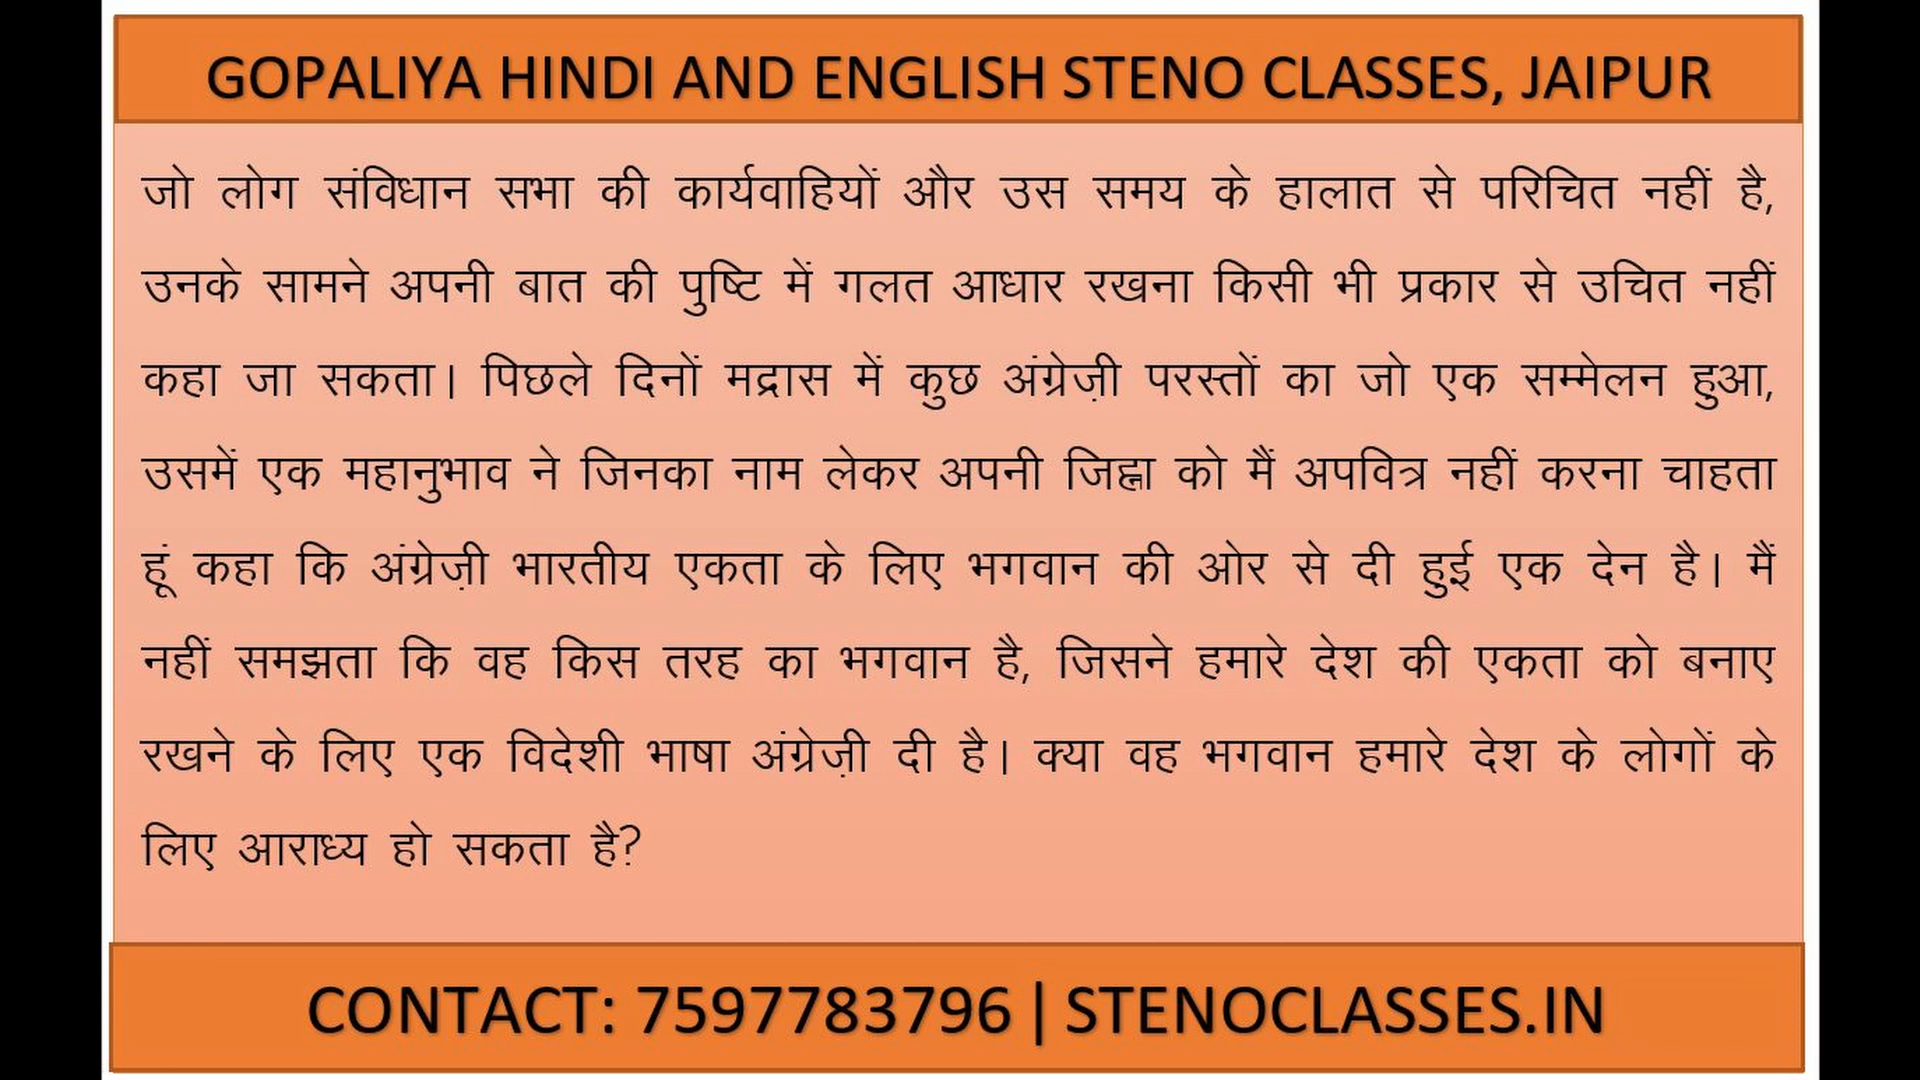 GOPALIYA HINDI AND ENGLISH STENO CLASSES, JAIPUR
जो लोग संविधान सभा की कार्यवाहियों और उस समय के हालात से परिचित नहीं है,
उनके सामने अपनी बात की पुष्टि में गलत आधार रखना किसी भी प्रकार से उचित नहीं
कहा जा सकता। पिछले दिनों मद्रास में कुछ अंग्रेज़ी परस्तों का जो एक सम्मेलन हुआ,
उसमें एक महानुभाव ने जिनका नाम लेकर अपनी जिह्ना को मैं अपवित्र नहीं करना चाहता
हूं कहा कि अंग्रेज़ी भारतीय एकता के लिए भगवान की ओर से दी हुई एक देन है। मैं
नहीं समझता कि वह किस तरह का भगवान है, जिसने हमारे देश की एकता को बनाए
रखने के लिए एक विदेशी भाषा अंग्रेज़ी दी है। क्या वह भगवान हमारे देश के लोगों के
लिए आराध्य हो सकता है?
CONTACT: 7597783796 | STENOCLASSES.IN